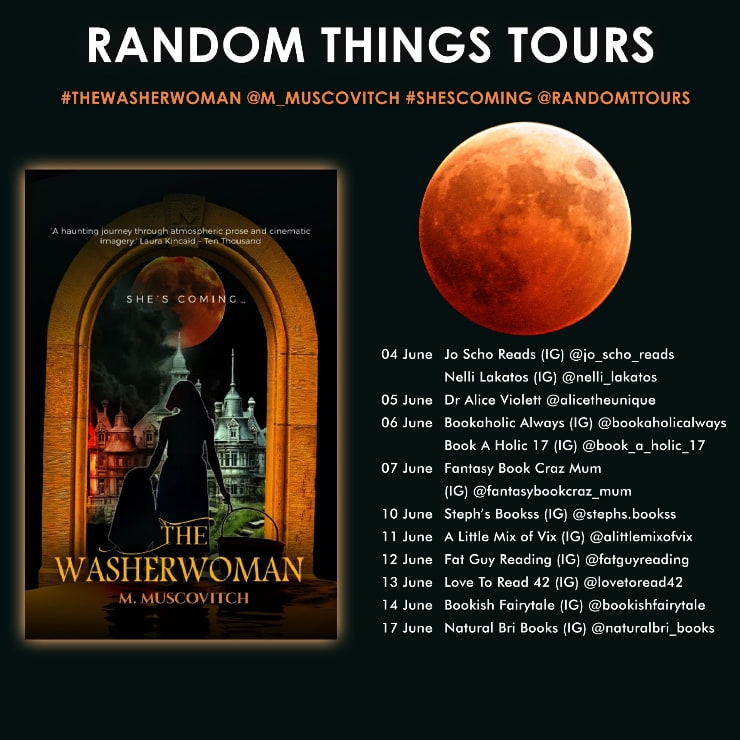 RANDOM THINGS TOURS
#THEWASHERWOMAN @M_MUSCOVITCH #SHESCOMING @RANDOMTTOURS
'A haunting journey through atmospheric prose and cinematic
imagery.' Laura Kincaid - Ten Thousand
SHE'S COMING...
THE
WASHERWOMAN
M. MUSCOVITCH
04 June Jo Scho Reads (IG) @jo_scho_reads
Nelli Lakatos (IG) @nelli_lakatos
05 June Dr Alice Violett @alicetheunique
06 June Bookaholic Always (IG) @bookaholicalways
Book A Holic 17 (IG) @book_a_holic_17
07 June Fantasy Book Craz Mum
(IG) @fantasybookcraz_mum
10 June Steph's Bookss (IG) @stephs.bookss
11 June A Little Mix of Vix (IG) @alittlemixofvix
12 June Fat Guy Reading (IG) @fatguyreading
13 June Love To Read 42 (IG) @lovetoread42
14 June Bookish Fairytale (IG) @bookishfairytale
17 June Natural Bri Books (IG) @naturalbri_books